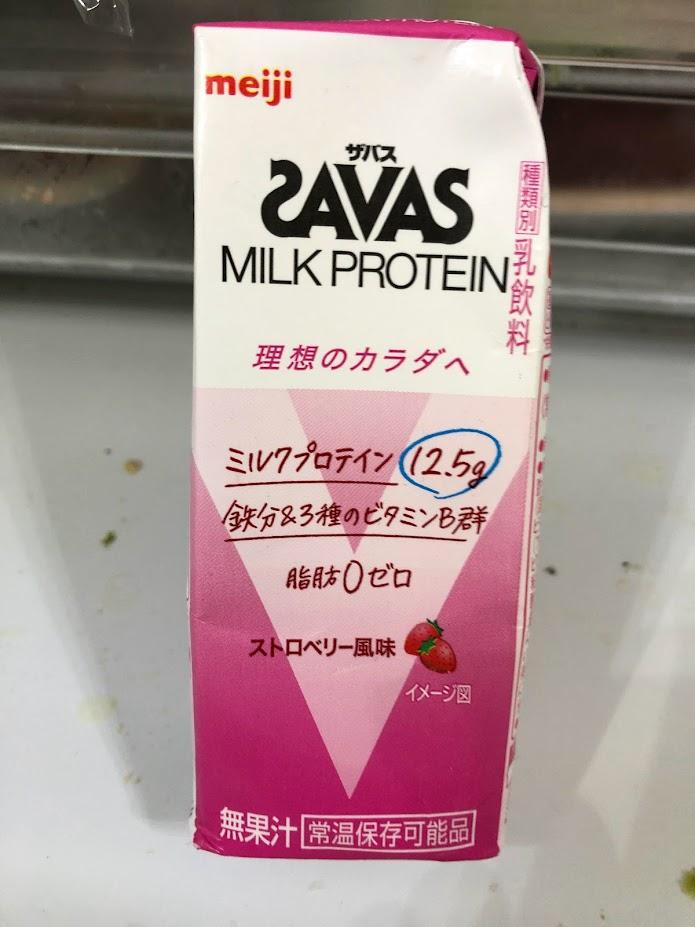 meiji
ザバス
SAVAS
MILK PROTEIN
種類別 乳飲料
理想のカラダへ
ミルクプロテイン 12.5g
鉄分&3種のビタミンB群
脂肪0ゼロ
ストロベリー風味
イメージ図
無果汁 常温保存可能品